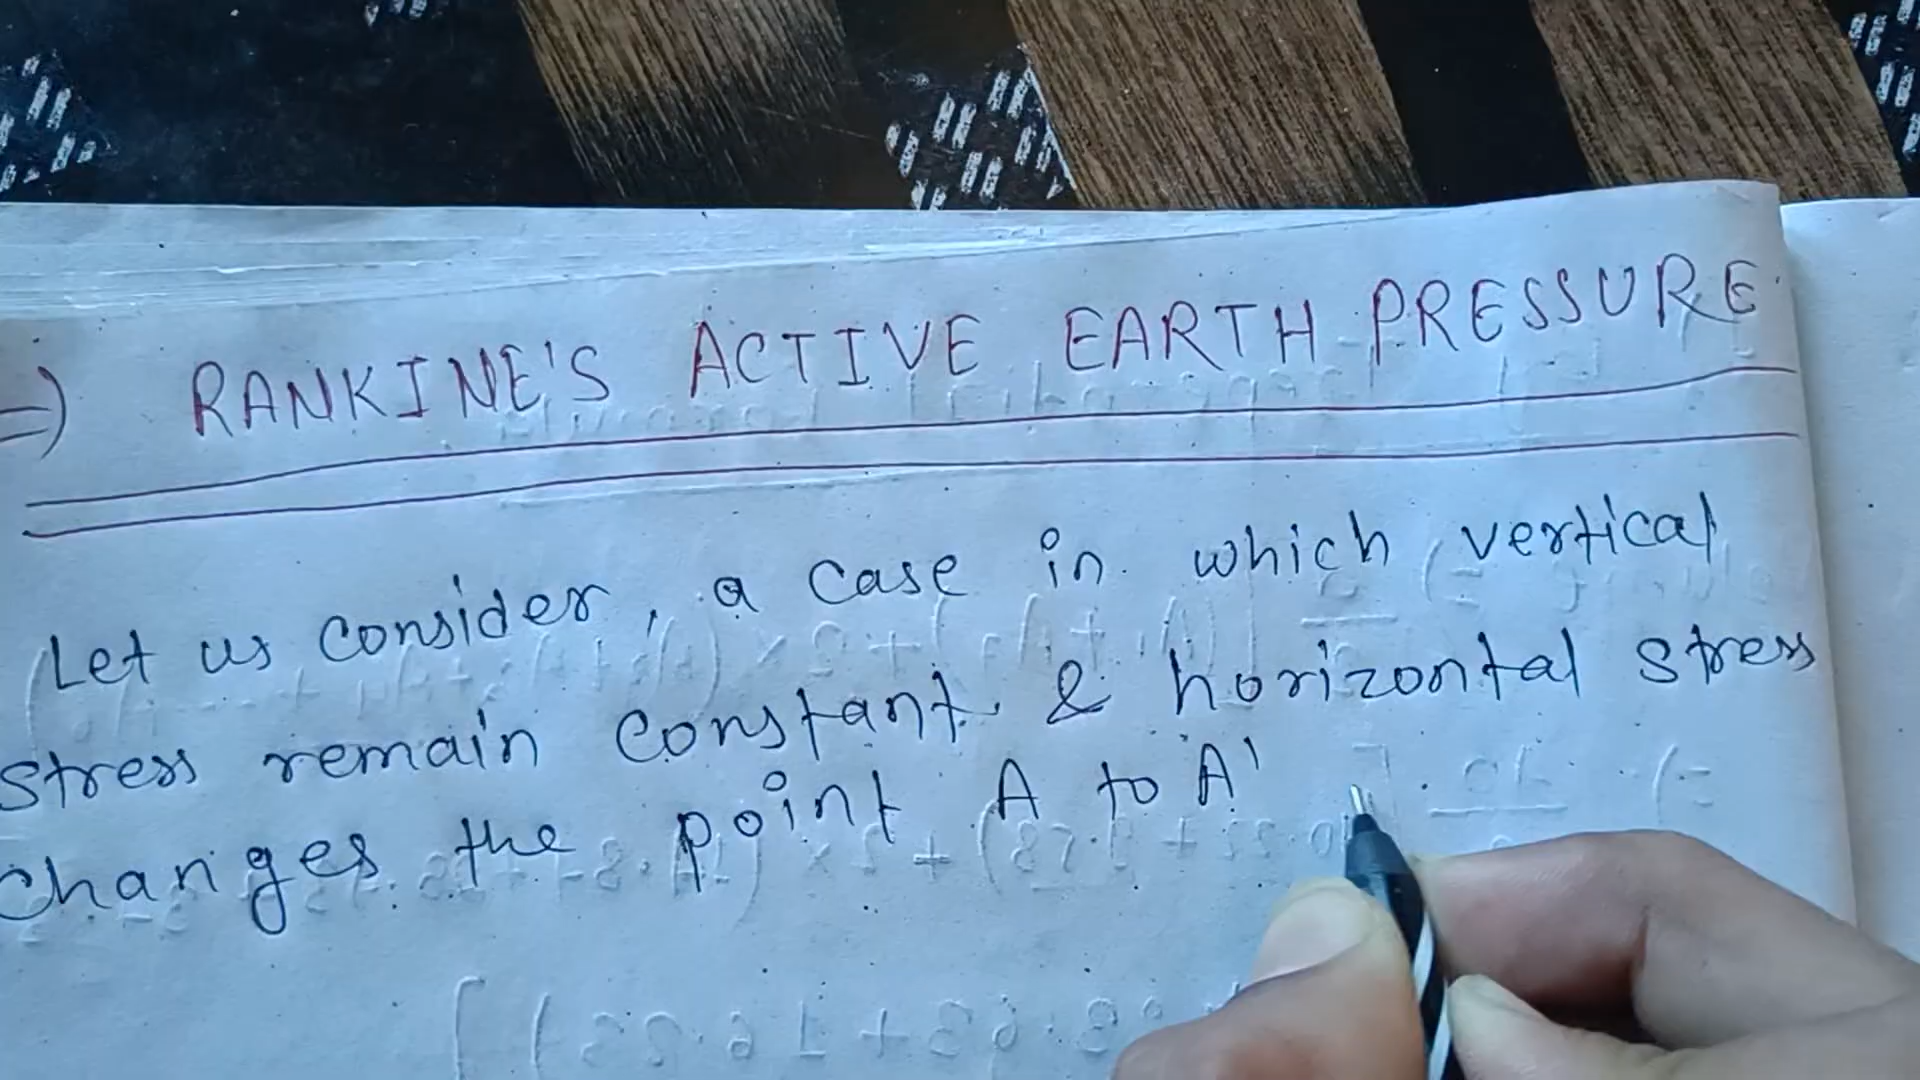 =) RANKINE'S ACTIVE EARTH PRESSURE
Let us consider, a case in which vertical
stress remain constant & horizontal stress
changes the point A to A'